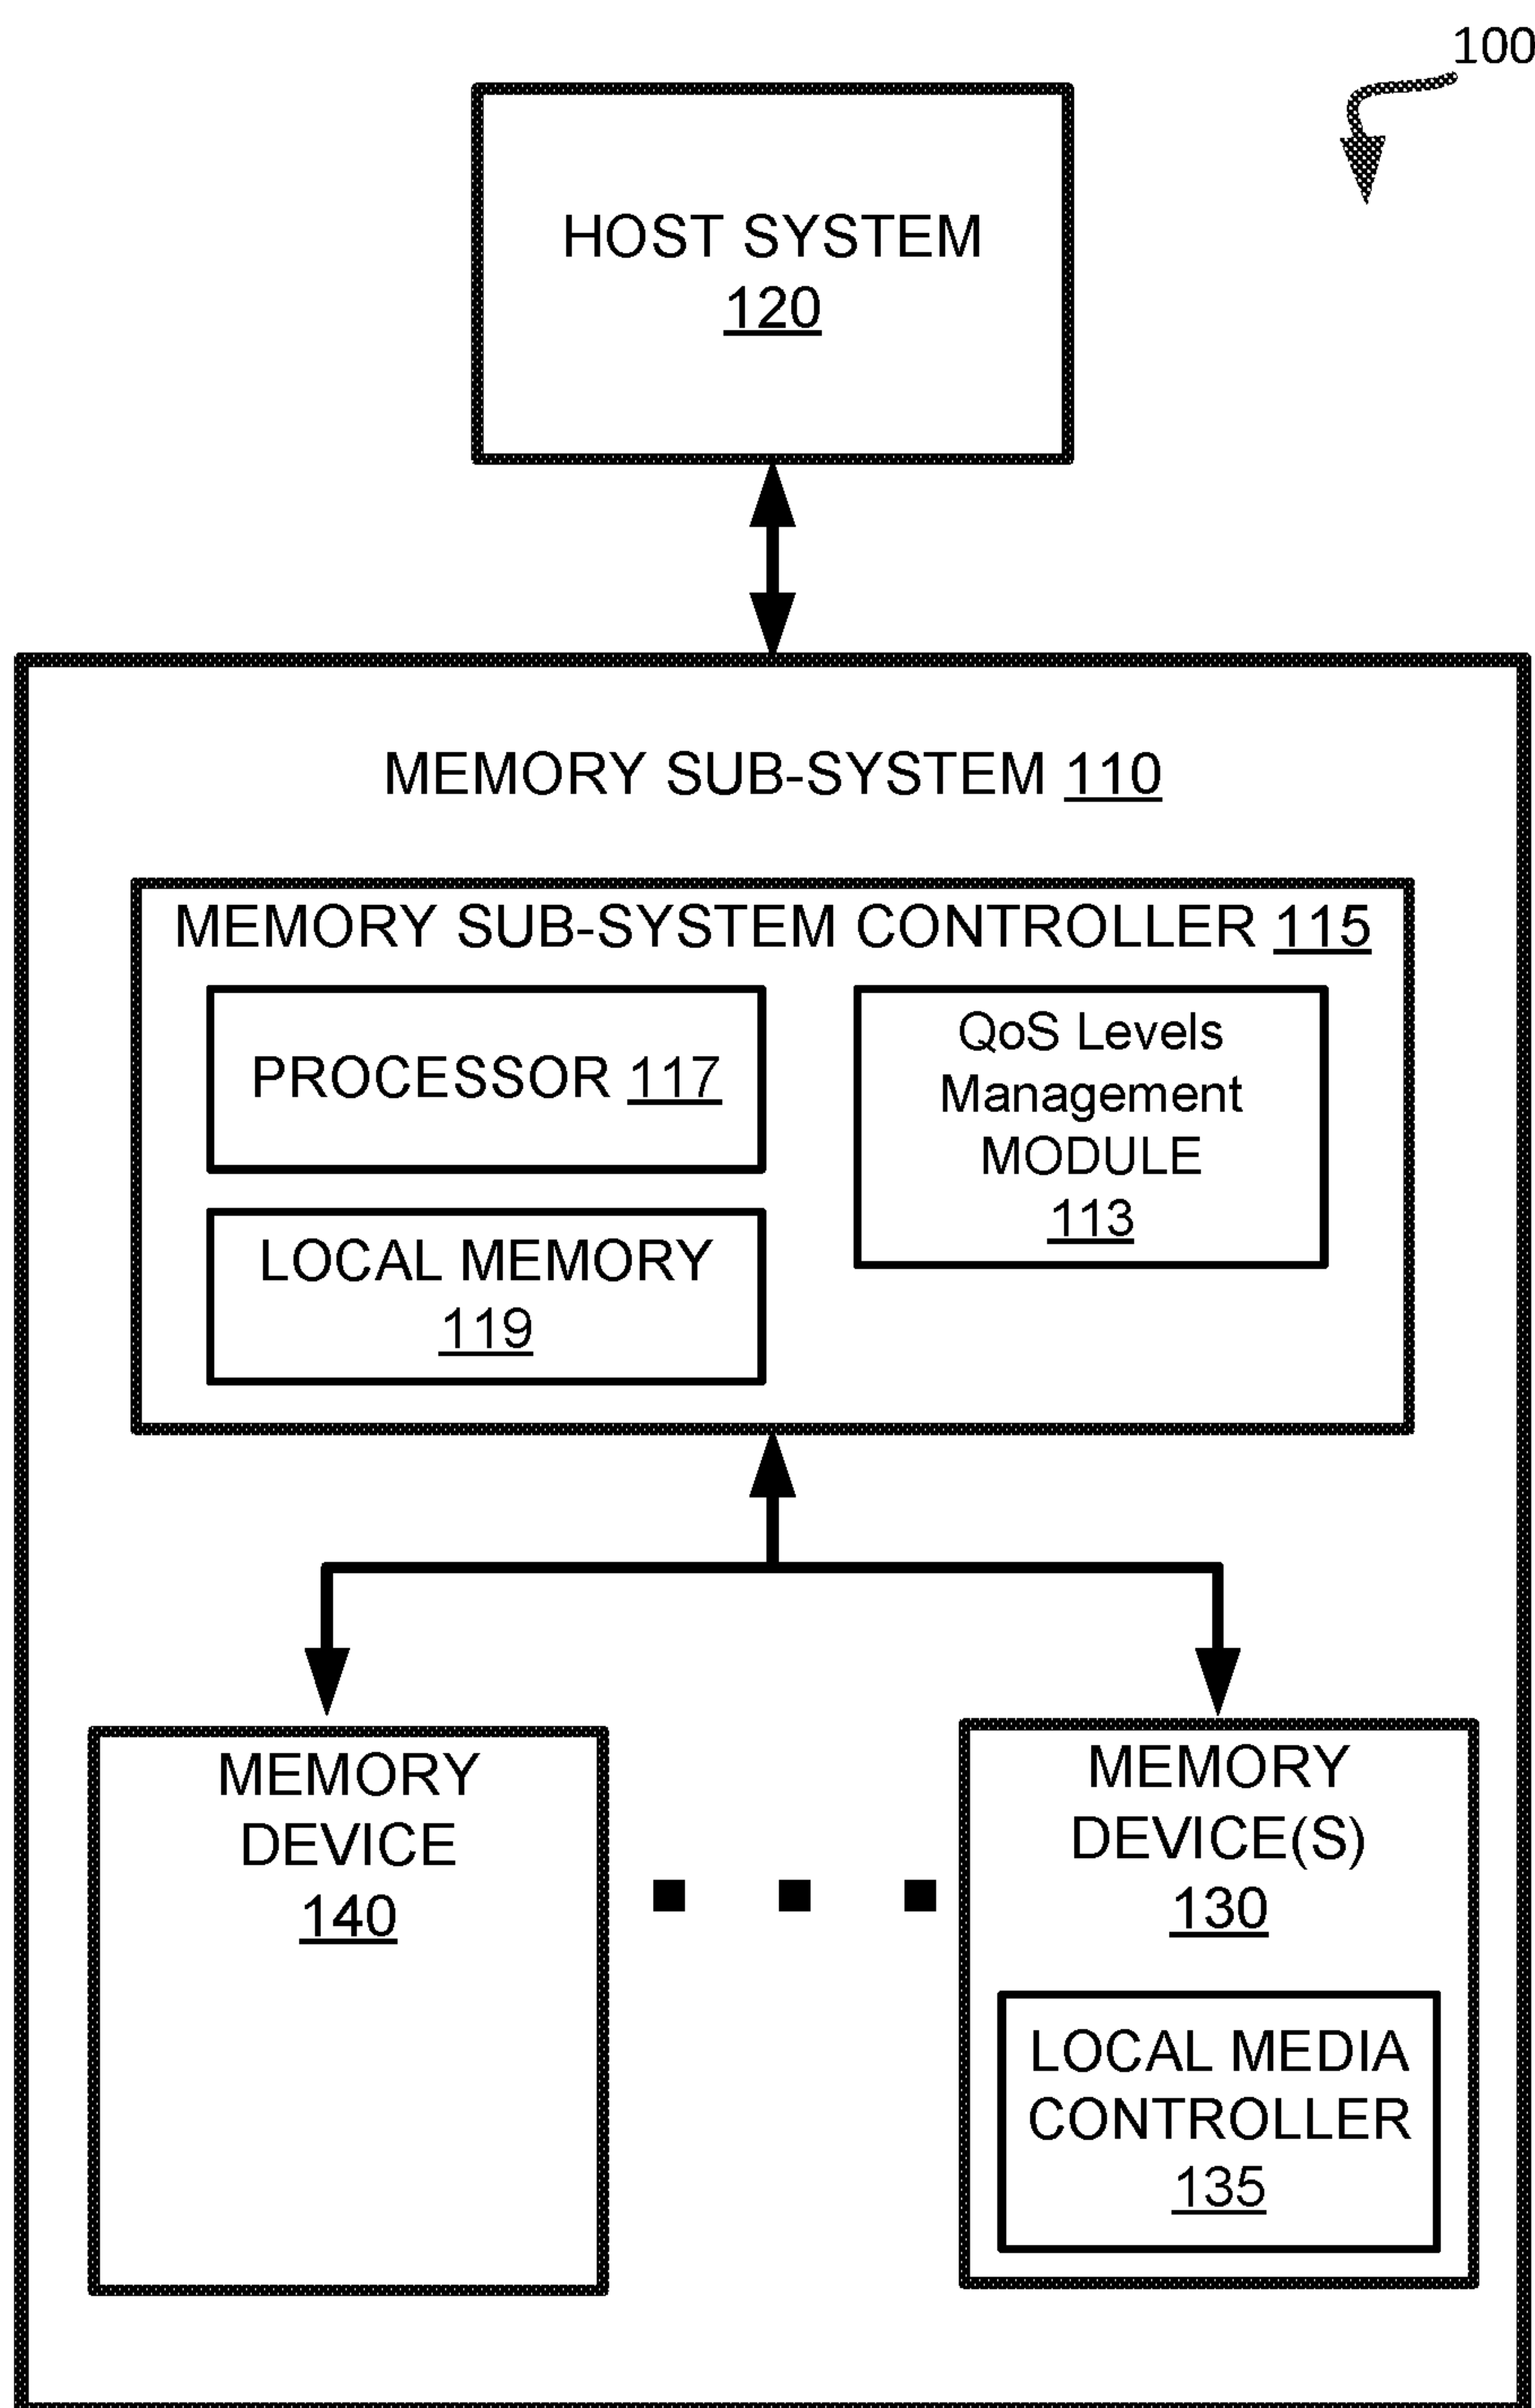 100
HOST SYSTEM
120
MEMORY SUB-SYSTEM 110
MEMORY SUB-SYSTEM CONTROLLER 115
PROCESSOR 117
LOCAL MEMORY
119
QoS Levels
Management
MODULE
113
MEMORY
DEVICE
140
MEMORY
DEVICE(S)
130
LOCAL MEDIA
CONTROLLER
135